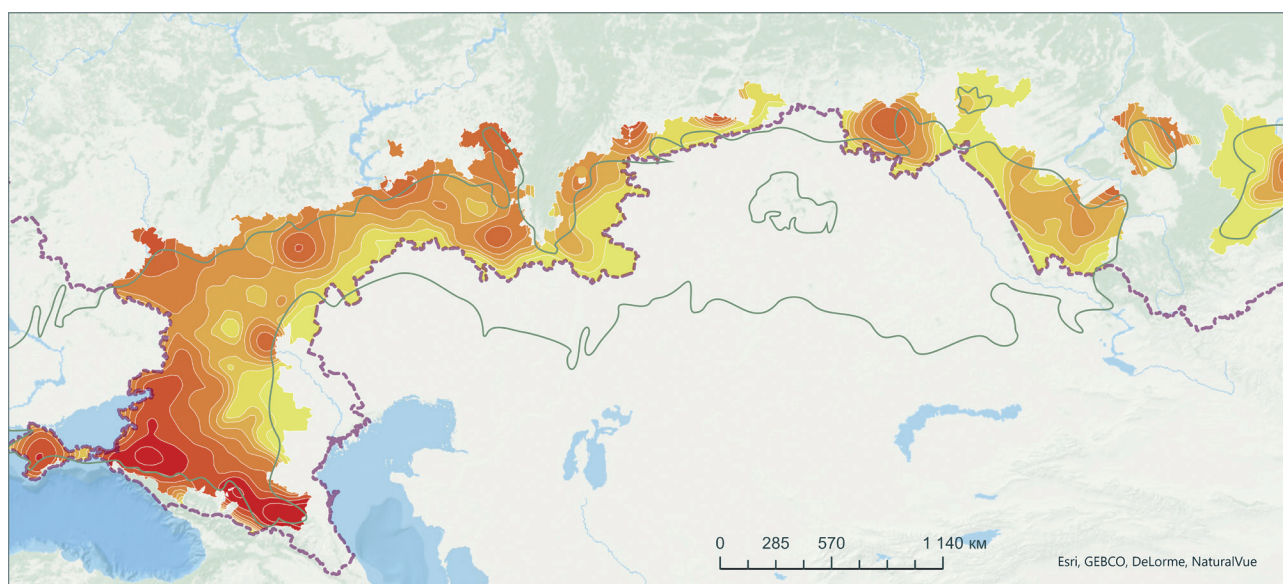 0 285 570 1 140 км
Esri, GEBCO, DeLorme, NaturalVue